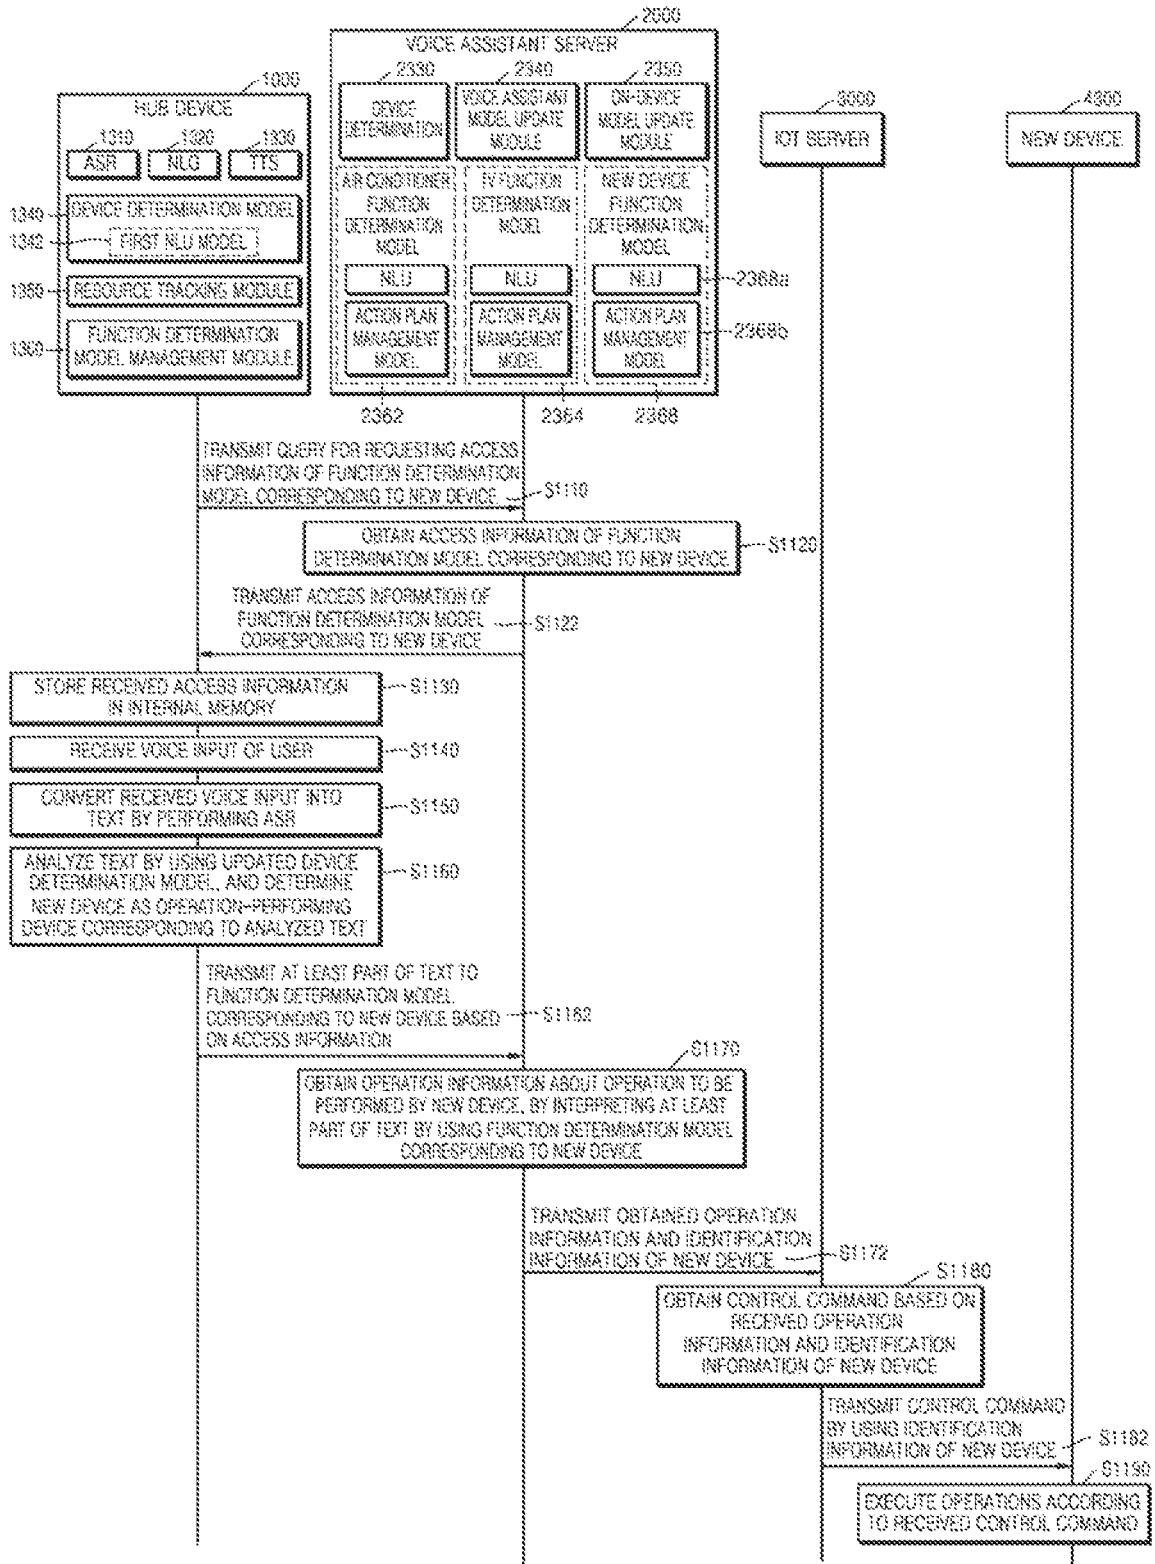 2000
VOICE ASSISTANT SERVER
2330
2340
2350
DEVICE
DETERMINATION
VOICE ASSISTANT
MODEL UPDATE
MODULE
ON-DEVICE
MODEL UPDATE
MODULE
AIR CONDITIONER
FUNCTION
DETERMINATION
MODEL
TV FUNCTION
DETERMINATION
MODEL
NEW DEVICE
FUNCTION
DETERMINATION
MODEL
NLU
NLU
NLU
2368a
ACTION PLAN
MANAGEMENT
MODEL
ACTION PLAN
MANAGEMENT
MODEL
ACTION PLAN
MANAGEMENT
MODEL
2368b
2362
2364
2368
1000
HUB DEVICE
1310
1320
1330
ASR
NLG
TTS
1340
DEVICE DETERMINATION MODEL
1342
FIRST NLU MODEL
1350
RESOURCE TRACKING MODULE
1360
FUNCTION DETERMINATION
MODEL MANAGEMENT MODULE
3000
IOT SERVER
4300
NEW DEVICE
TRANSMIT QUERY FOR REQUESTING ACCESS
INFORMATION OF FUNCTION DETERMINATION
MODEL CORRESPONDING TO NEW DEVICE
S1110
OBTAIN ACCESS INFORMATION OF FUNCTION
DETERMINATION MODEL CORRESPONDING TO NEW DEVICE
S1120
TRANSMIT ACCESS INFORMATION OF
FUNCTION DETERMINATION MODEL
CORRESPONDING TO NEW DEVICE
S1122
STORE RECEIVED ACCESS INFORMATION
IN INTERNAL MEMORY
S1130
RECEIVE VOICE INPUT OF USER
S1140
CONVERT RECEIVED VOICE INPUT INTO
TEXT BY PERFORMING ASR
S1150
ANALYZE TEXT BY USING UPDATED DEVICE
DETERMINATION MODEL, AND DETERMINE
NEW DEVICE AS OPERATION-PERFORMING
DEVICE CORRESPONDING TO ANALYZED TEXT
S1160
TRANSMIT AT LEAST PART OF TEXT TO
FUNCTION DETERMINATION MODEL
CORRESPONDING TO NEW DEVICE BASED
ON ACCESS INFORMATION
S1162
S1170
OBTAIN OPERATION INFORMATION ABOUT OPERATION TO BE
PERFORMED BY NEW DEVICE, BY INTERPRETING AT LEAST
PART OF TEXT BY USING FUNCTION DETERMINATION MODEL
CORRESPONDING TO NEW DEVICE
TRANSMIT OBTAINED OPERATION
INFORMATION AND IDENTIFICATION
INFORMATION OF NEW DEVICE
S1172
S1180
OBTAIN CONTROL COMMAND BASED ON
RECEIVED OPERATION
INFORMATION AND IDENTIFICATION
INFORMATION OF NEW DEVICE
TRANSMIT CONTROL COMMAND
BY USING IDENTIFICATION
INFORMATION OF NEW DEVICE
S1182
S1190
EXECUTE OPERATIONS ACCORDING
TO RECEIVED CONTROL COMMAND